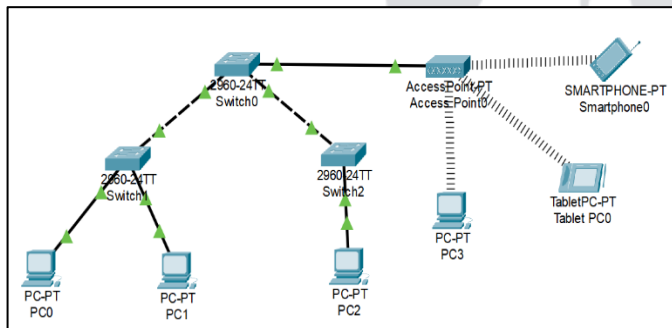 2960-24TT
Switch0
AccessPoint-PT
Access Point0
SMARTPHONE-PT
Smartphone0
2960-24TT
Switch1
2960-24TT
Switch2
TabletPC-PT
Tablet PC0
PC-PT
PC3
PC-PT
PC0
PC-PT
PC1
PC-PT
PC2